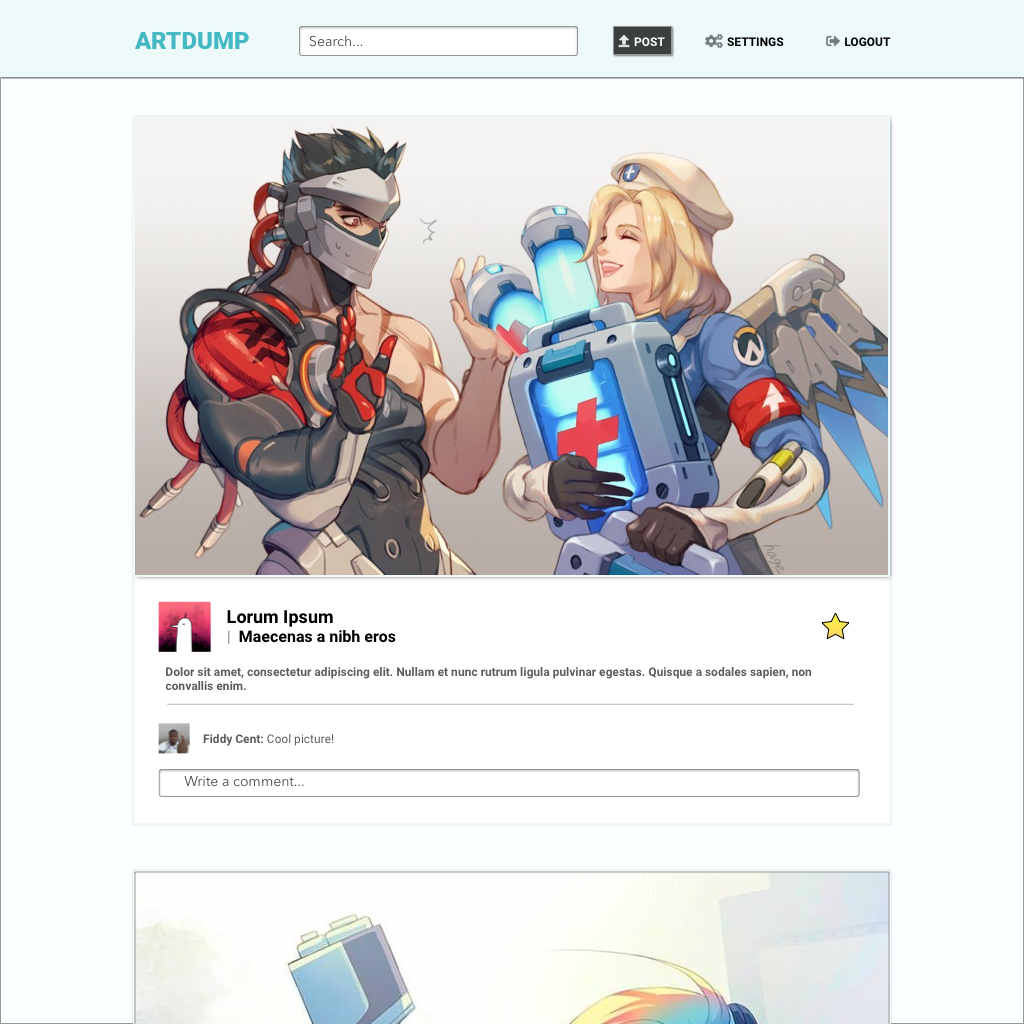 ARTDUMP
Search...
POST
SETTINGS
LOGOUT
hage
Lorum Ipsum
| Maecenas a nibh eros
Dolor sit amet, consectetur adipiscing elit. Nullam et nunc rutrum ligula pulvinar egestas. Quisque a sodales sapien, non
convallis enim.
Fiddy Cent: Cool picture!
Write a comment...